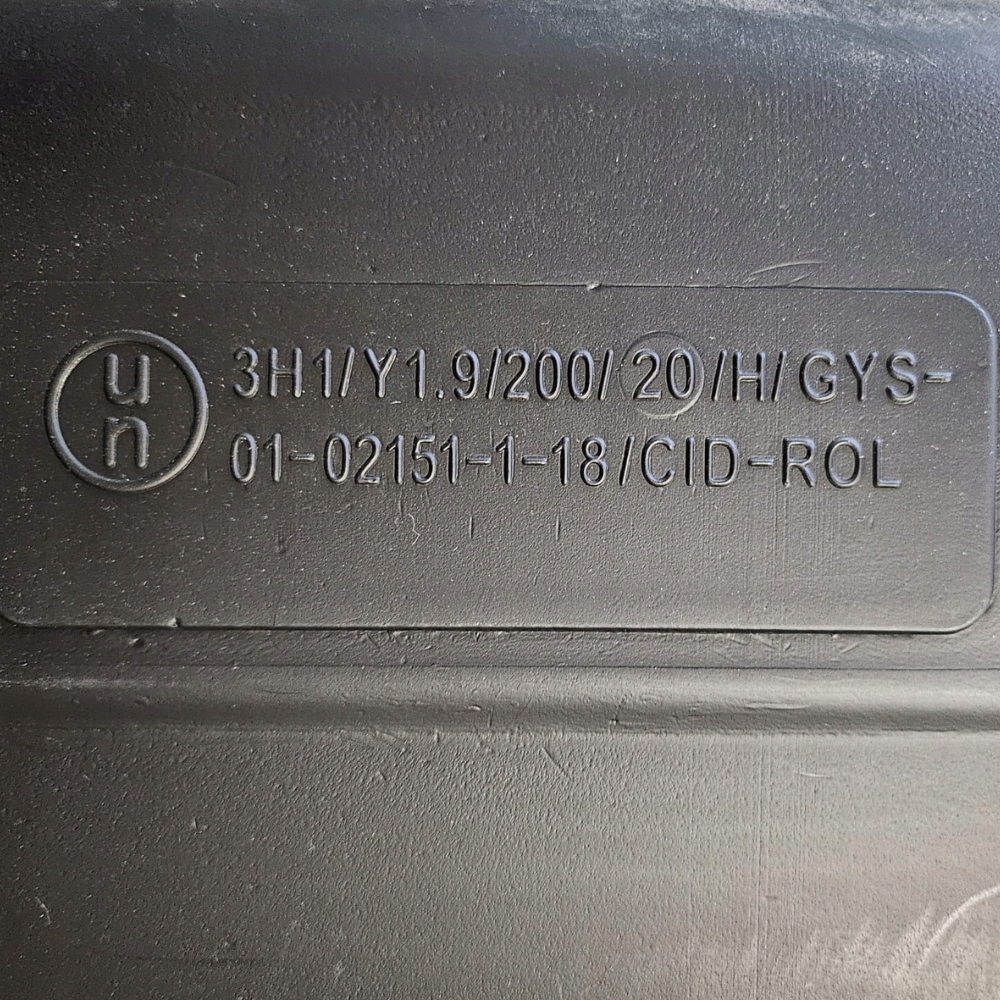 un
3H1/Y1.9/200/20/H/GYS-
01-02151-1-18/CID-ROL